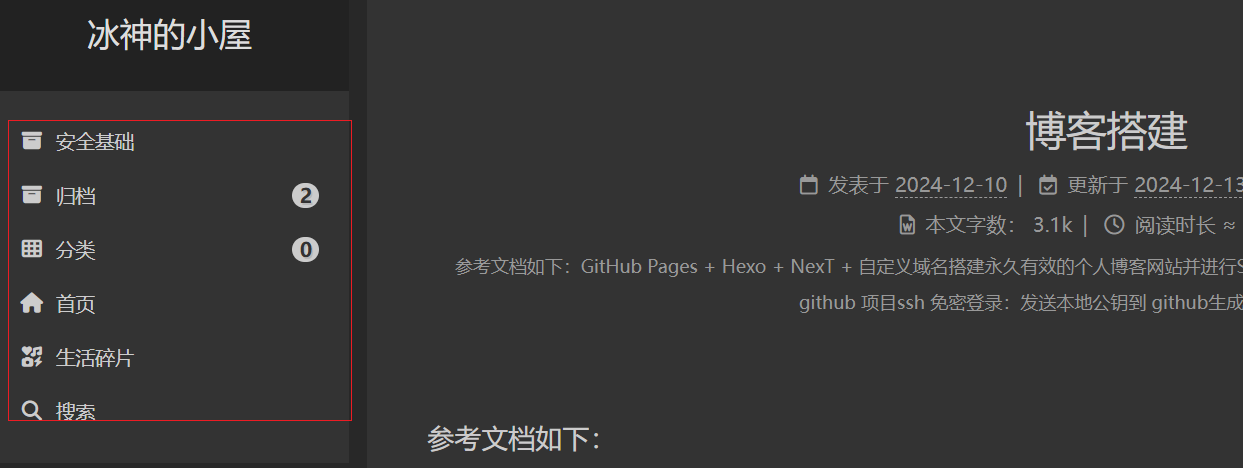 冰神的小屋
安全基础
归档 2
分类 0
首页
生活碎片
搜索
博客搭建
发表于 2024-12-10 | 更新于 2024-12-13
本文字数： 3.1k | 阅读时长 ≈
参考文档如下：GitHub Pages + Hexo + NexT + 自定义域名搭建永久有效的个人博客网站并进行S
github 项目ssh 免密登录：发送本地公钥到 github生成
参考文档如下：